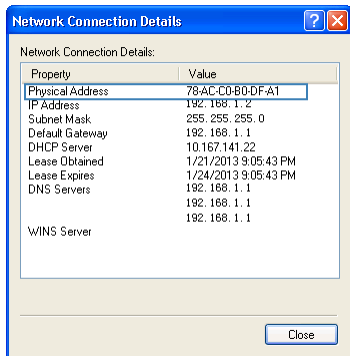 Network Connection Details
Network Connection Details:
Property Value
Physical Address 78-AC-C0-B0-DF-A1
IP Address 192.168.1.2
Subnet Mask 255.255.255.0
Default Gateway 192.168.1.1
DHCP Server 10.167.141.22
Lease Obtained 1/21/2013 9:05:43 PM
Lease Expires 1/24/2013 9:05:43 PM
DNS Servers 192.168.1.1
192.168.1.1
192.168.1.1
WINS Server
Close